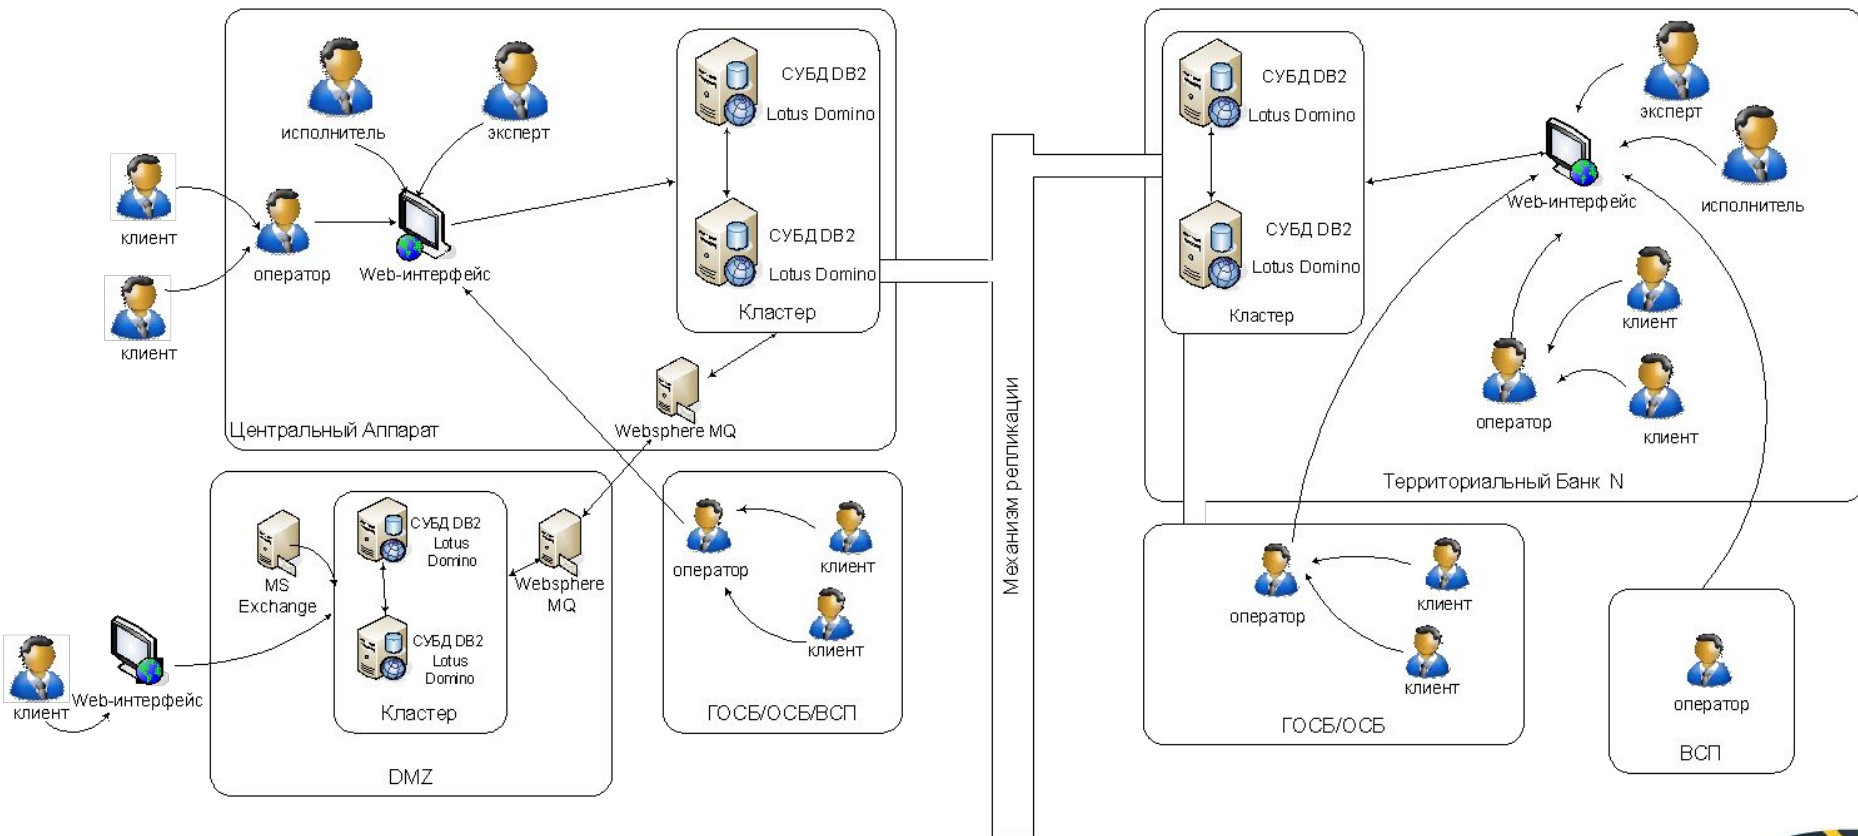 исполнитель
эксперт
СУБД DB2
Lotus Domino
клиент
оператор
Web-интерфейс
СУБД DB2
Lotus Domino
Кластер
клиент
Центральный Аппарат
Websphere MQ
MS
Exchange
СУБД DB2
Lotus
Domino
СУБД DB2
Lotus
Domino
Кластер
Websphere
MQ
DMZ
клиент
Web-интерфейс
оператор
клиент
клиент
ГОСБ/ОСБ/ВСП
Механизм репликации
СУБД DB2
Lotus Domino
СУБД DB2
Lotus Domino
Кластер
эксперт
исполнитель
Web-интерфейс
клиент
оператор
клиент
Территориальный Банк N
оператор
клиент
клиент
ГОСБ/ОСБ
оператор
ВСП